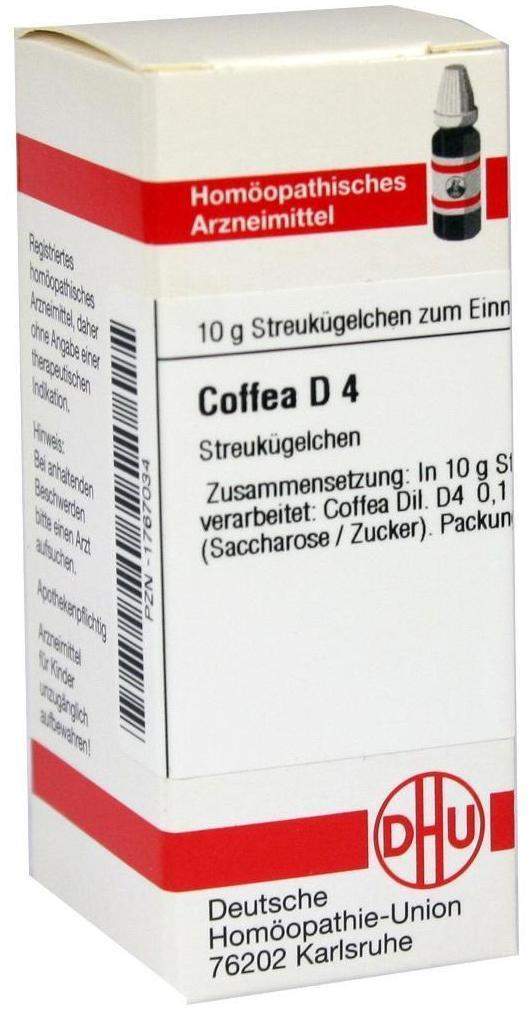 Homöopathisches
Arzneimittel
10 g Streukügelchen zum Einn
Coffea D 4
Streukügelchen
Zusammensetzung: In 10 g St
verarbeitet: Coffea Dil. D4 0,1
(Saccharose / Zucker). Packun
DHU
Deutsche
Homöopathie-Union
76202 Karlsruhe
Registriertes
homöopathisches
Arzneimittel, daher
ohne Angabe einer
therapeutischen
Indikation.
Hinweis:
Bei anhaltenden
Beschwerden
bitte einen Arzt
aufsuchen.
Apothekenpflichtig
Arzneimittel
für Kinder
unzugänglich
aufbewahren!
PZN -1767034